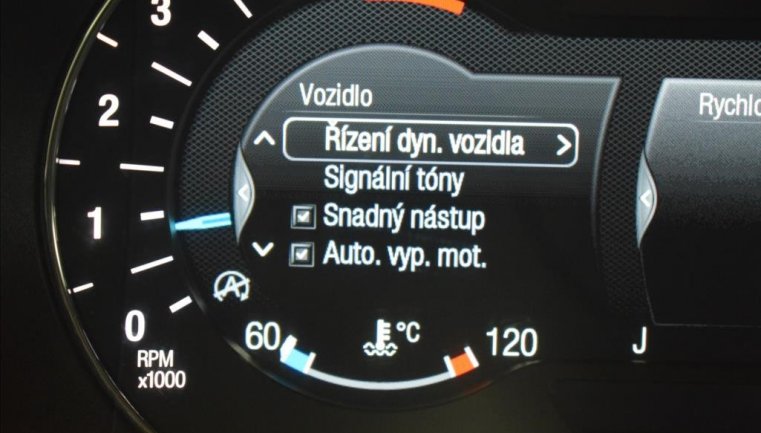 3
2
1
0
RPM
x1000
Vozidlo
Řízení dyn. vozidla
Signální tóny
Snadný nástup
Auto. vyp. mot.
A
60
°C
120
J